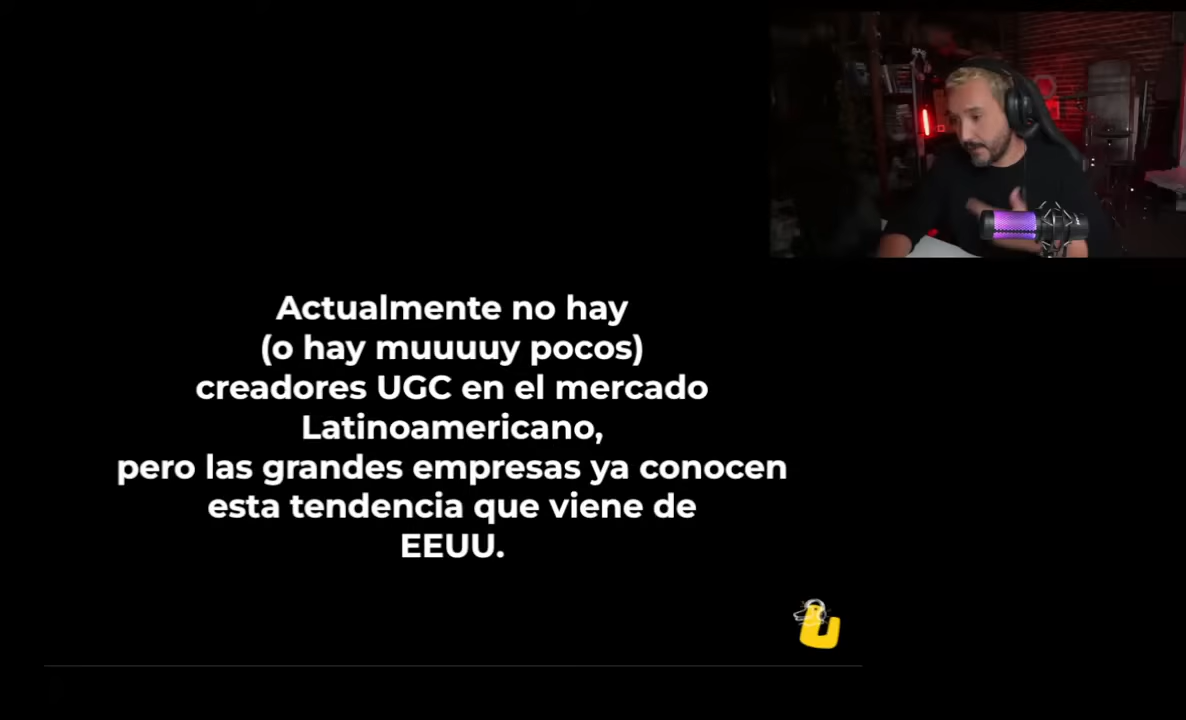 Actualmente no hay
(o hay muuuuy pocos)
creadores UGC en el mercado
Latinoamericano,
pero las grandes empresas ya conocen
esta tendencia que viene de
EEUU.